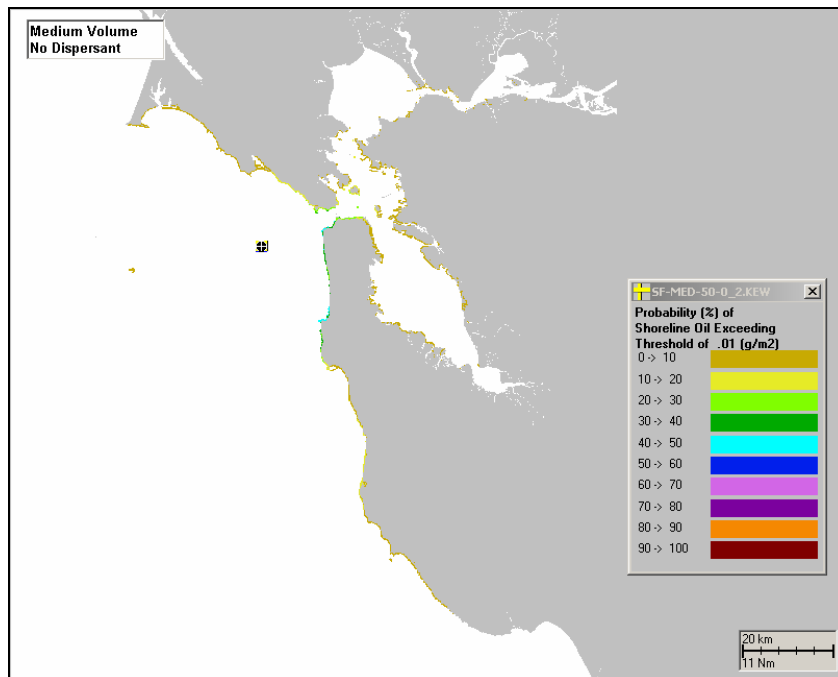 Medium Volume
No Dispersant
SF-MED-50-0_2.KEW
Probability (%) of
Shoreline Oil Exceeding
Threshold of .01 (g/m2)
0 -> 10
10 -> 20
20 -> 30
30 -> 40
40 -> 50
50 -> 60
60 -> 70
70 -> 80
80 -> 90
90 -> 100
20 km
11 Nm